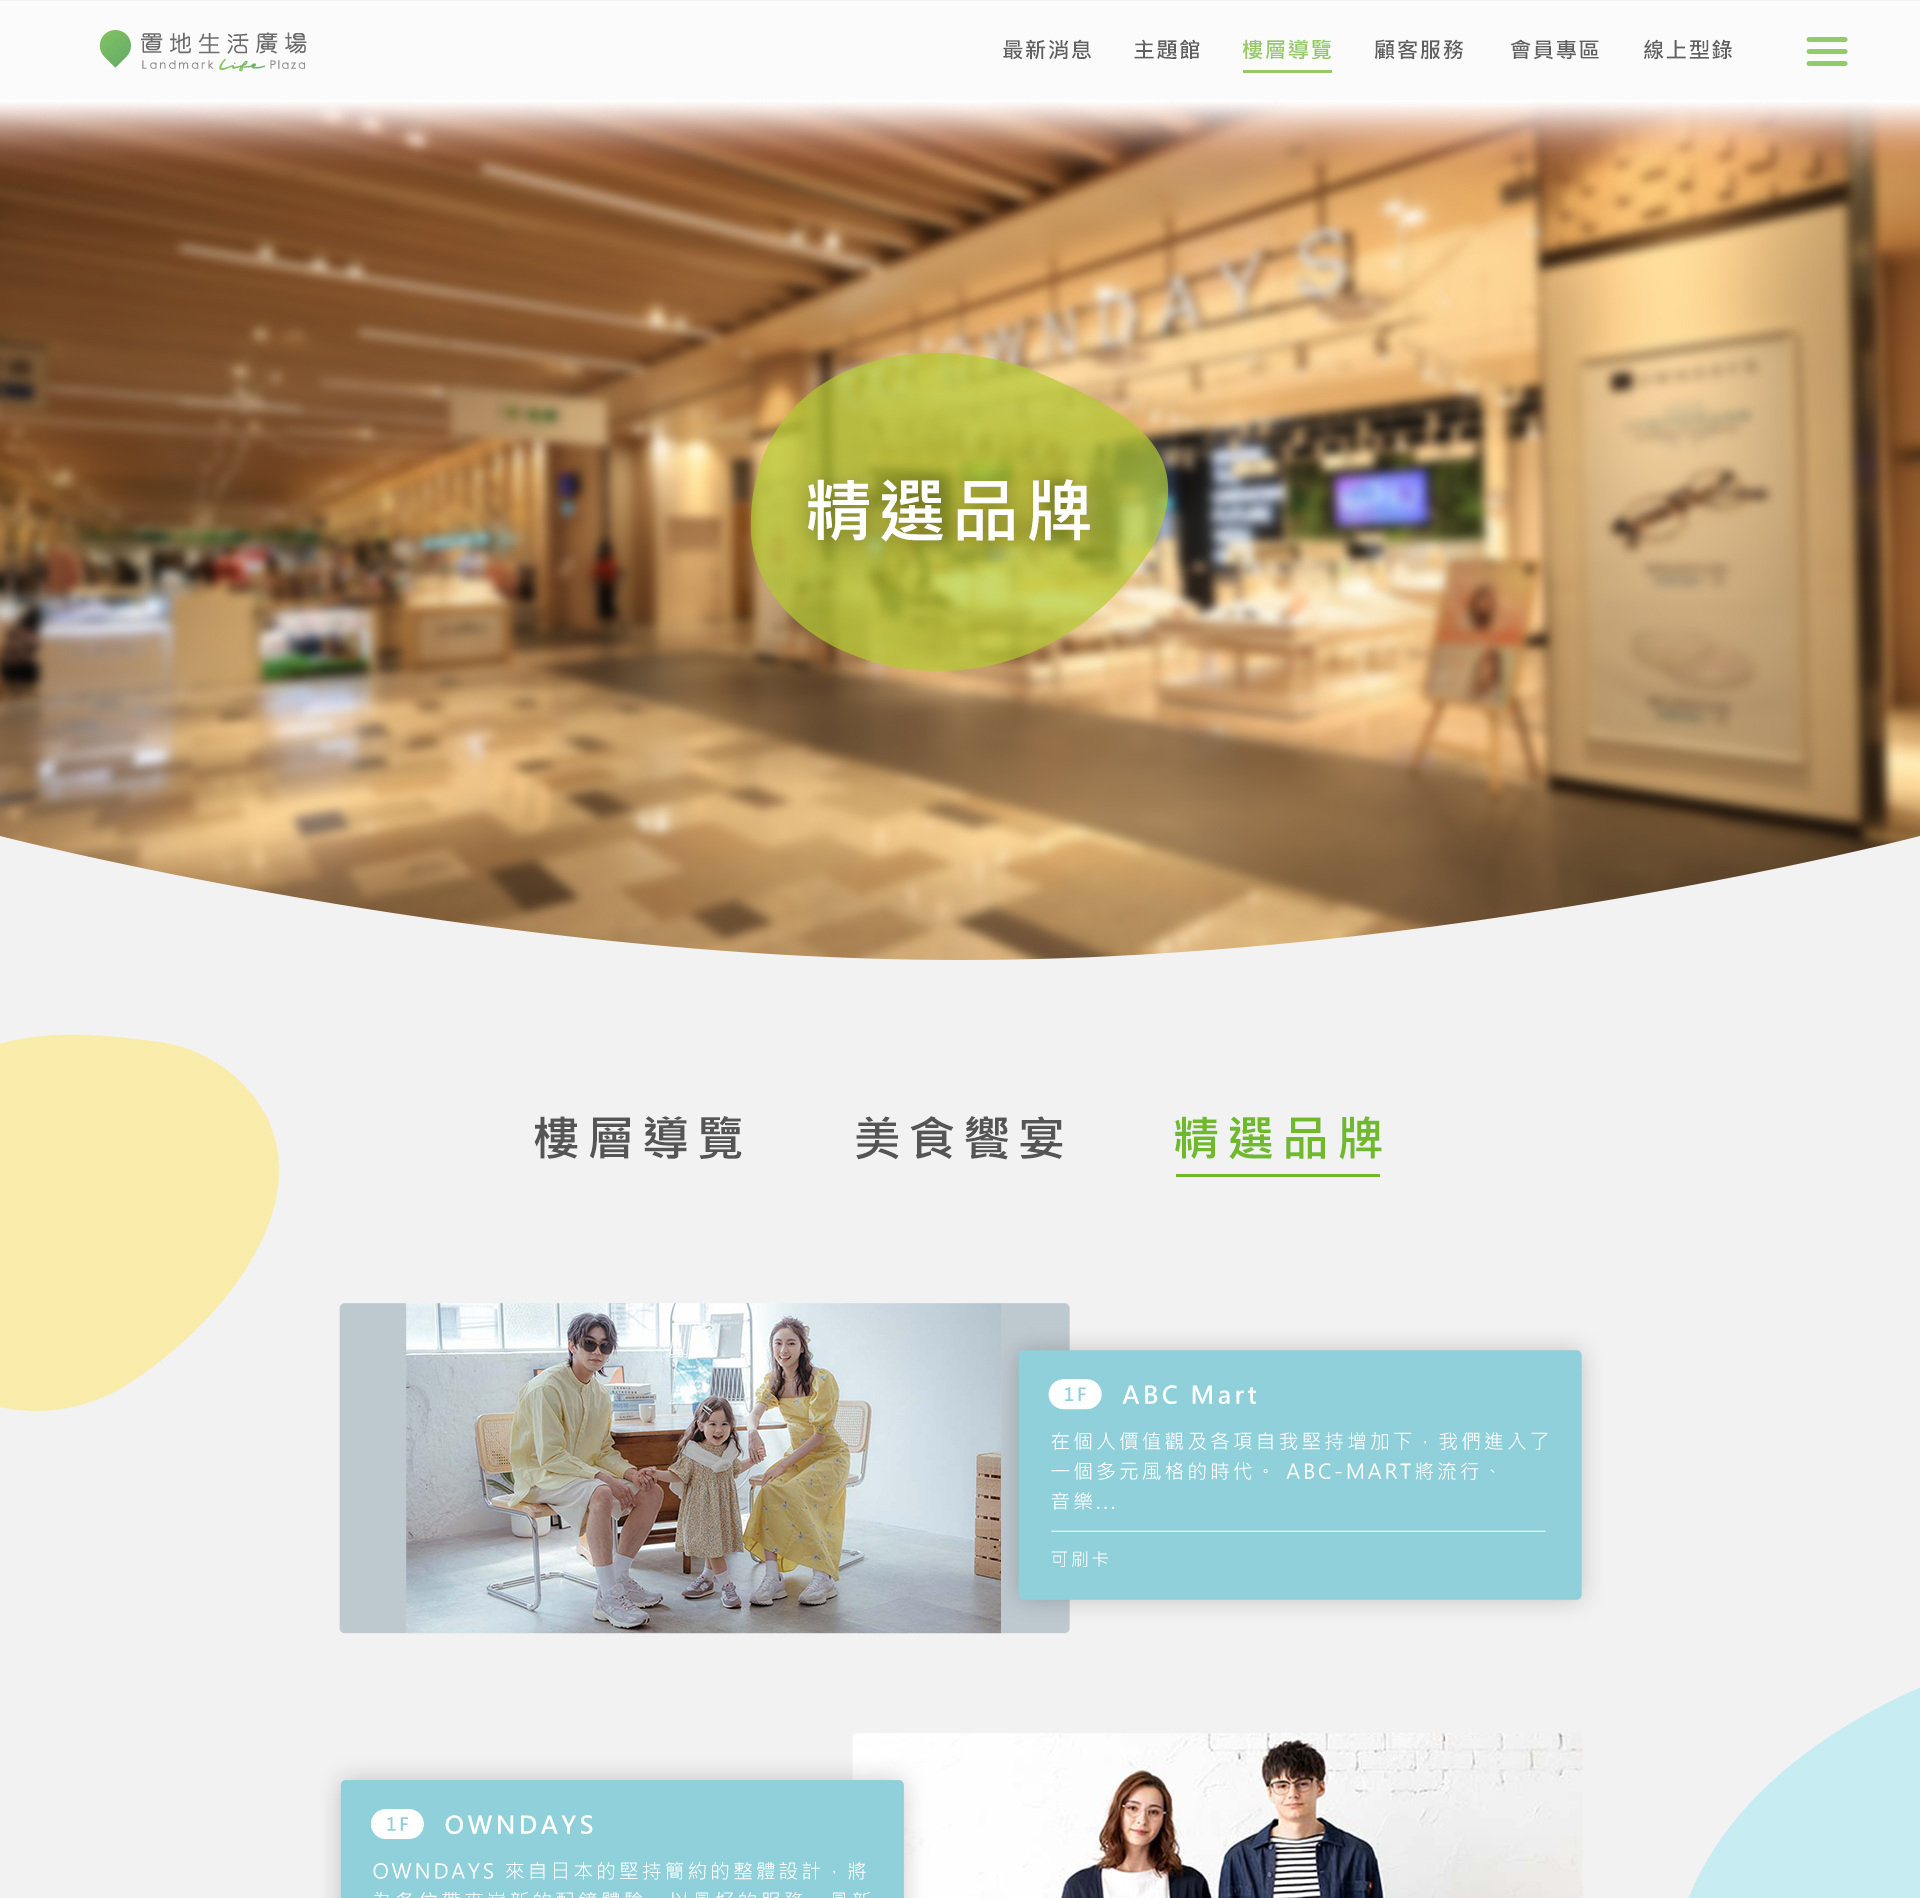 置地生活廣場
Landmark Life Plaza
最新消息
主題館
樓層導覽
顧客服務
會員專區
線上型錄
OWNDAYS
精選品牌
樓層導覽
美食饗宴
精選品牌
1F ABC Mart
在個人價值觀及各項自我堅持增加下，我們進入了
一個多元風格的時代。 ABC-MART將流行、
音樂...
可刷卡
1F OWNDAYS
OWNDAYS 來自日本的堅持簡約的整體設計，將